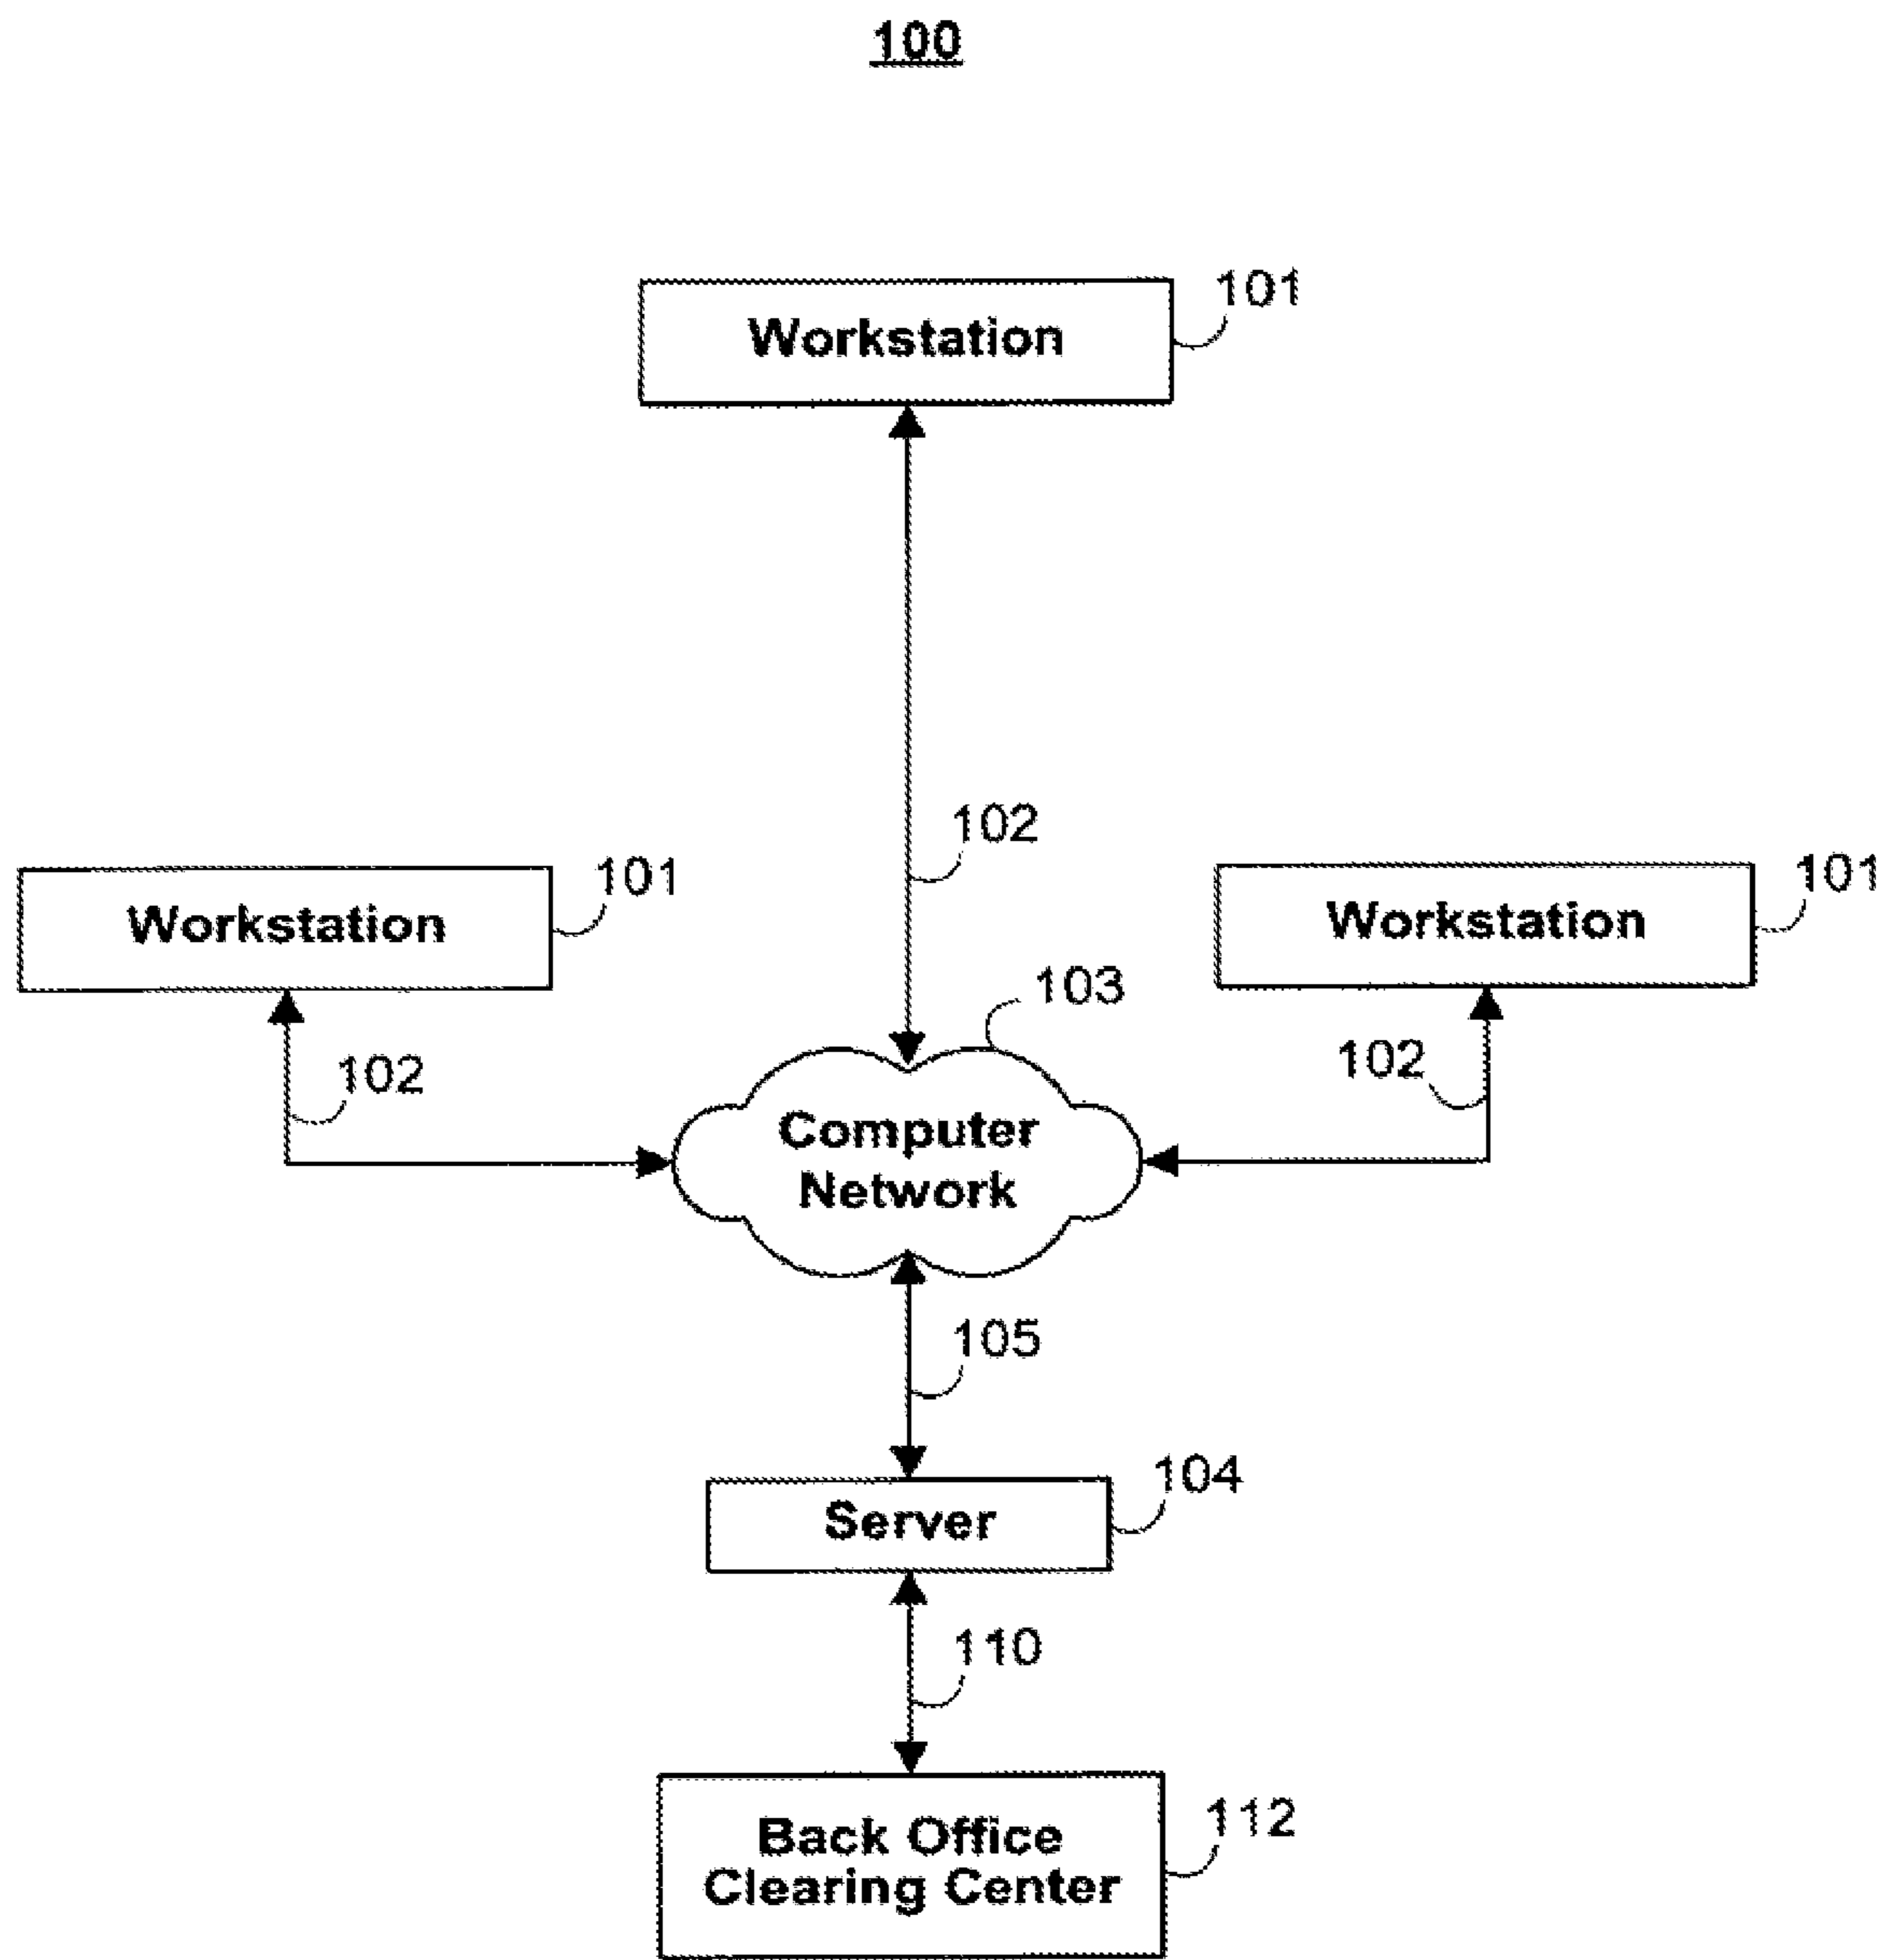 100
Workstation
101
102
Workstation
101
Workstation
101
103
102
102
Computer
Network
105
Server
104
110
Back Office
Clearing Center
112